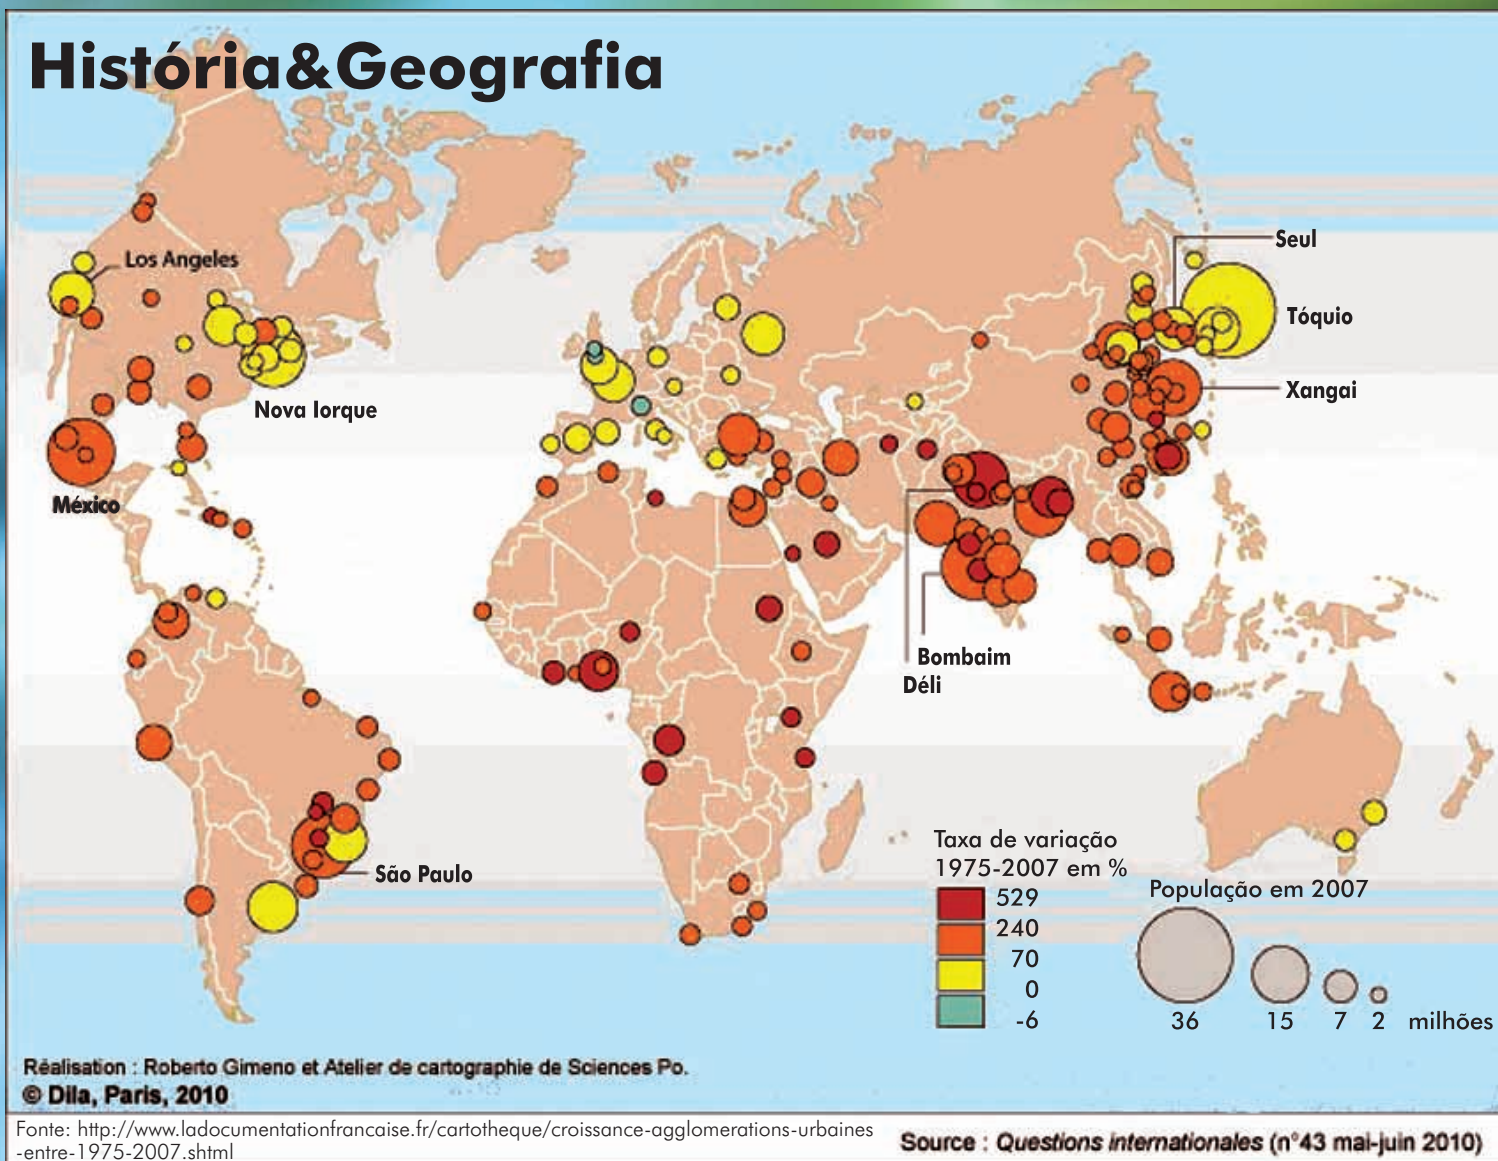 História&Geografia
Los Angeles
Nova Iorque
México
São Paulo
Seul
Tóquio
Xangai
Bombaim
Déli
Taxa de variação
1975-2007 em %
529
240
70
0
-6
População em 2007
36 15 7 2 milhões
Réalisation : Roberto Gimeno et Atelier de cartographie de Sciences Po.
© Dila, Paris, 2010
Fonte: http://www.ladocumentationfrancaise.fr/cartotheque/croissance-agglomerations-urbaines
-entre-1975-2007.shtml
Source : Questions internationales (n°43 mai-juin 2010)